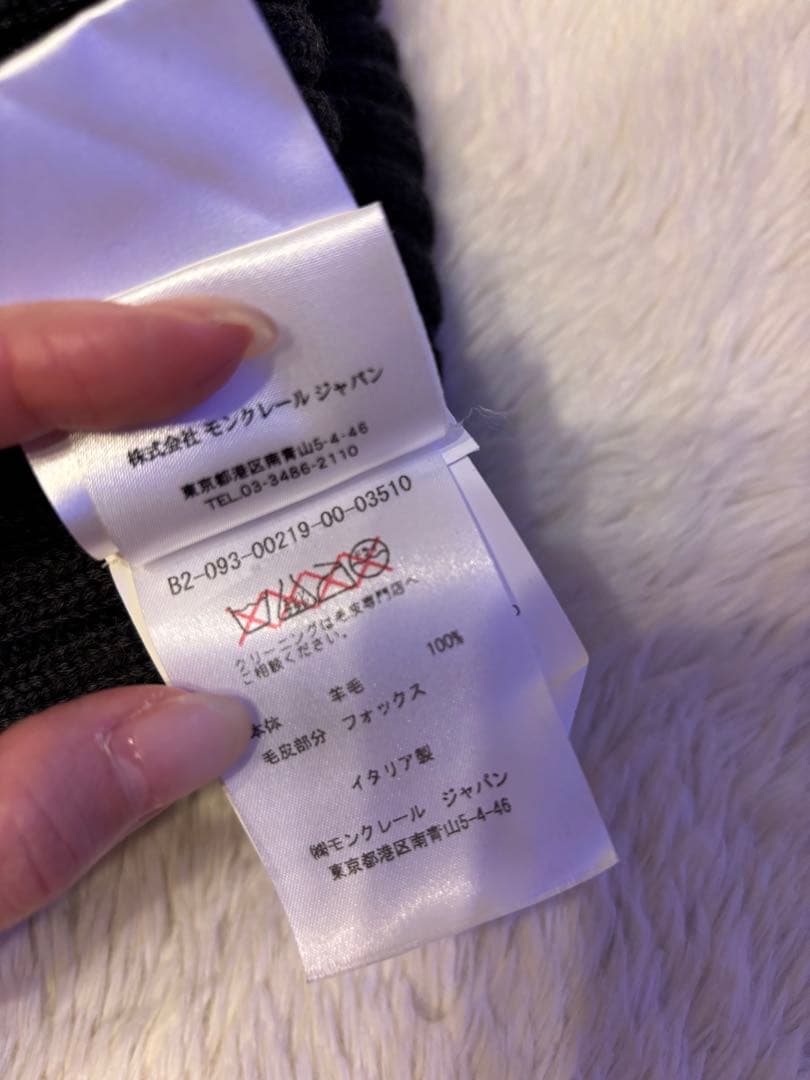 株式会社 モンクレール ジャパン
東京都港区南青山5-4-46
TEL.03-3486-2110
B2-093-00219-00-03510
クリーニングは毛皮専門店へ
ご相談ください。
本体 羊毛 100%
毛皮部分 フォックス
イタリア製
㈱モンクレール ジャパン
東京都港区南青山5-4-46